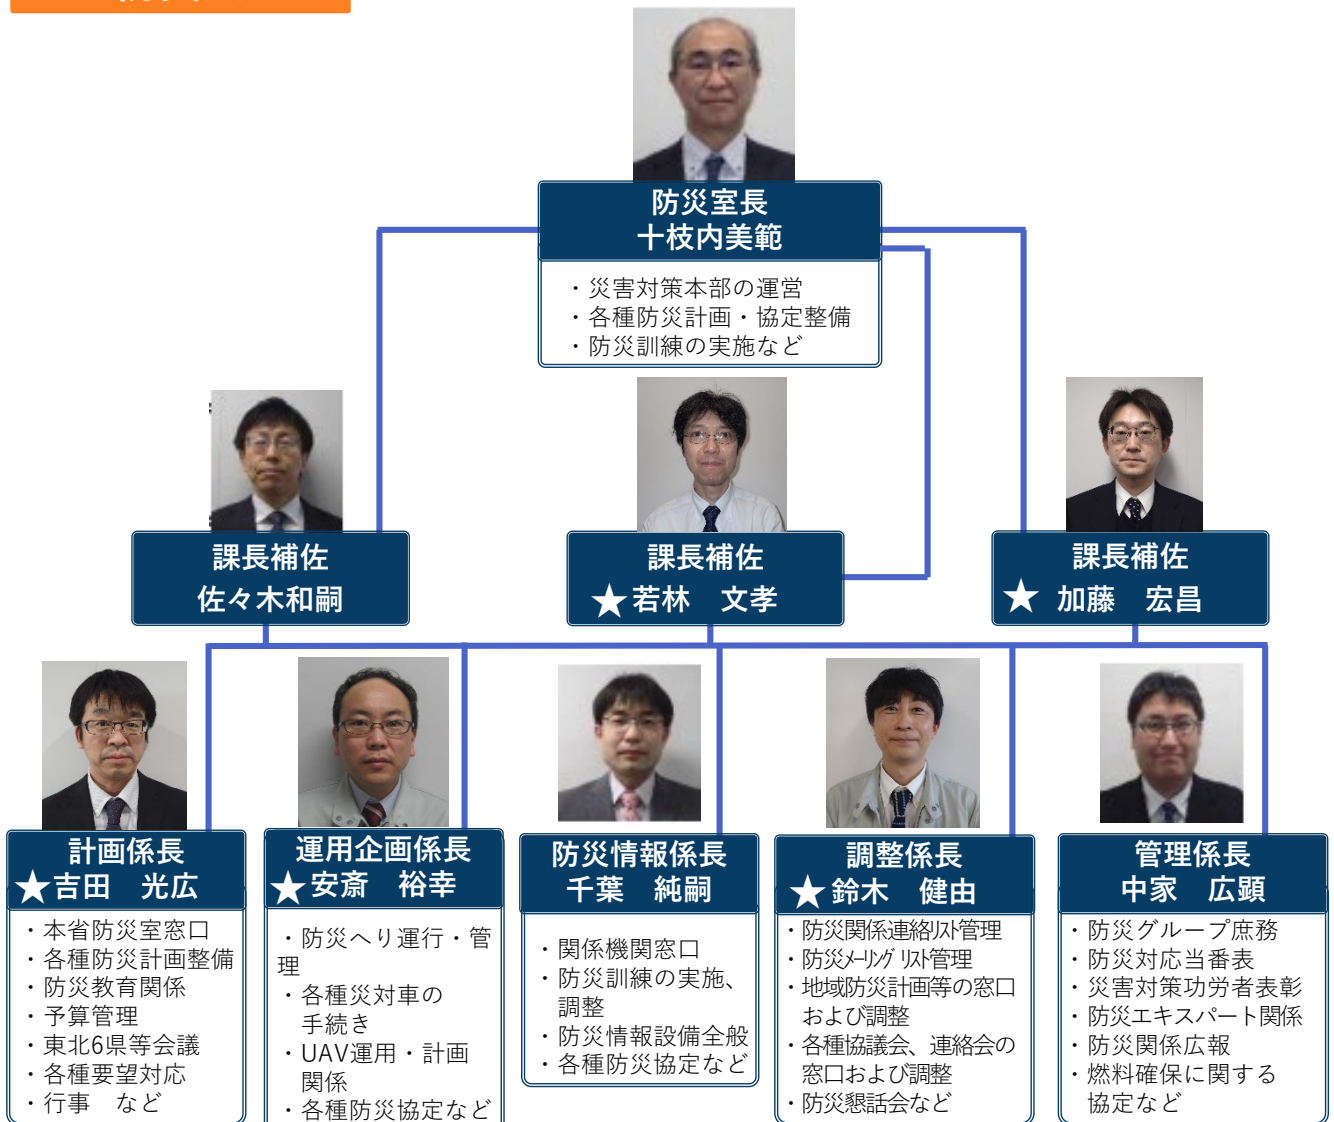 防災室長
十枝内美範
・災害対策本部の運営
・各種防災計画・協定整備
・防災訓練の実施など
課長補佐
佐々木和嗣
課長補佐
★若林　文孝
課長補佐
★ 加藤　宏昌
計画係長
★吉田　光広
・本省防災室窓口
・各種防災計画整備
・防災教育関係
・予算管理
・東北6県等会議
・各種要望対応
・行事　など
運用企画係長
★安斎　裕幸
・防災ヘリ運行・管
理
・各種災対車の
手続き
・UAV運用・計画
関係
・各種防災協定など
防災情報係長
千葉　純嗣
・関係機関窓口
・防災訓練の実施、
調整
・防災情報設備全般
・各種防災協定など
調整係長
★鈴木　健由
・防災関係連絡ﾘｽﾄ管理
・防災ﾒｰﾘﾝｸﾞﾘｽﾄ管理
・地域防災計画等の窓口
および調整
・各種協議会、連絡会の
窓口および調整
・防災懇話会など
管理係長
中家　広顕
・防災グループ庶務
・防災対応当番表
・災害対策功労者表彰
・防災エキスパート関係
・防災関係広報
・燃料確保に関する
協定など